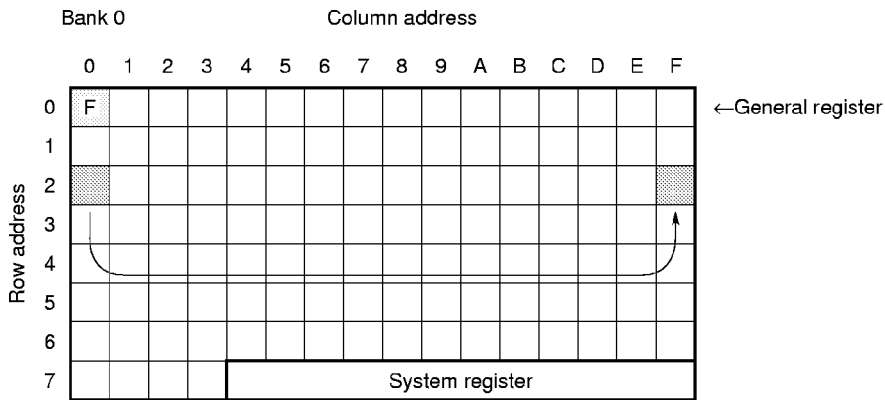 Bank 0 Column address
0 1 2 3 4 5 6 7 8 9 A B C D E F
0 F ←General register
1
2
3
4
5
6
7 System register
Row address